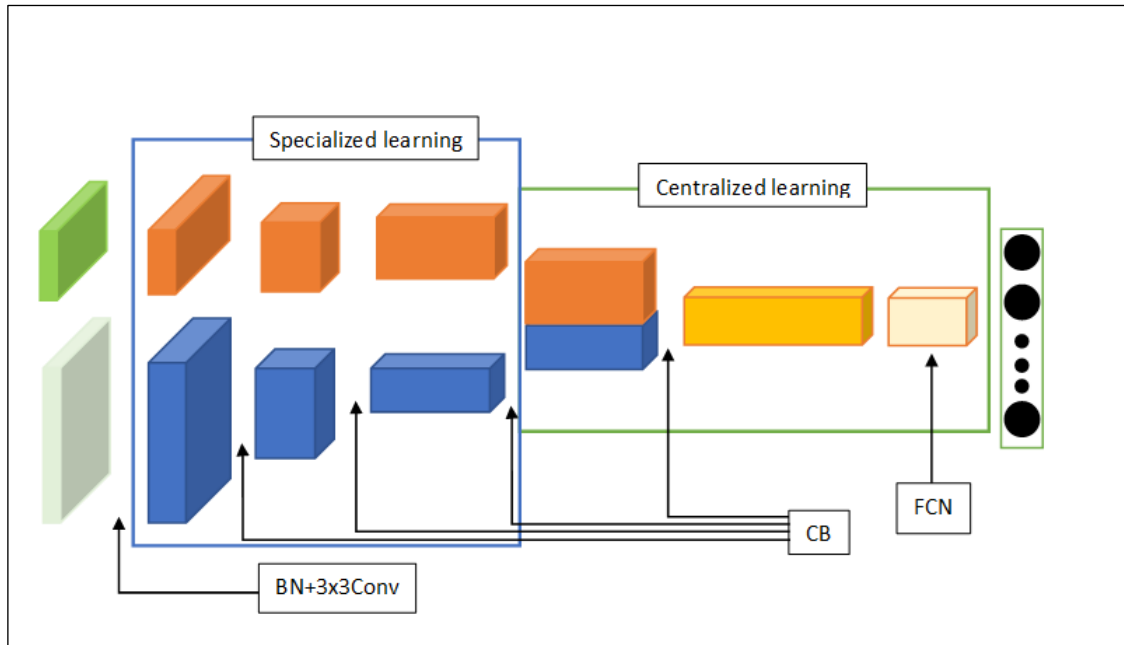 Specialized learning
Centralized learning
FCN
CB
BN+3x3Conv